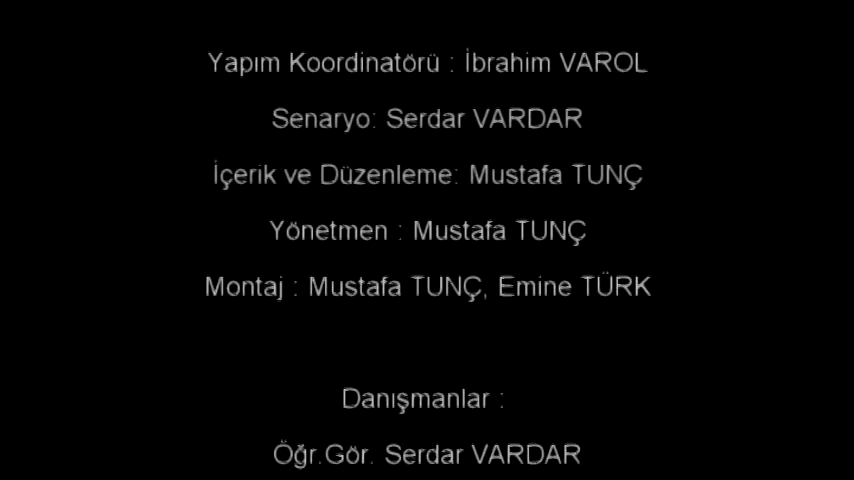 Yapım Koordinatörü : İbrahim VAROL
Senaryo: Serdar VARDAR
İçerik ve Düzenleme: Mustafa TUNÇ
Yönetmen : Mustafa TUNÇ
Montaj : Mustafa TUNÇ, Emine TÜRK
Danışmanlar :
Öğr.Gör. Serdar VARDAR